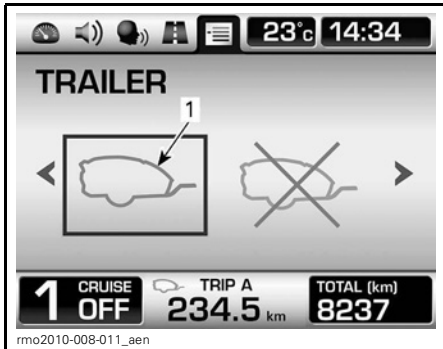 23°c 14:34
TRAILER
1
1 CRUISE OFF TRIP A 234.5 km TOTAL (km) 8237
rmo2010-008-011_aen